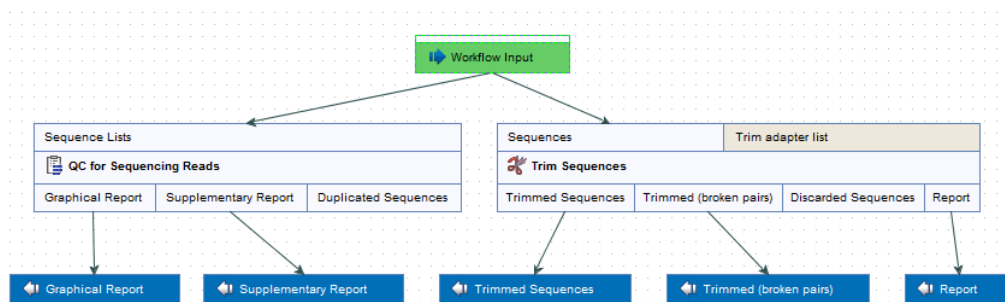 Workflow Input
Sequence Lists
QC for Sequencing Reads
Graphical Report Supplementary Report Duplicated Sequences
Sequences Trim adapter list
Trim Sequences
Trimmed Sequences Trimmed (broken pairs) Discarded Sequences Report
Graphical Report Supplementary Report Trimmed Sequences Trimmed (broken pairs) Report